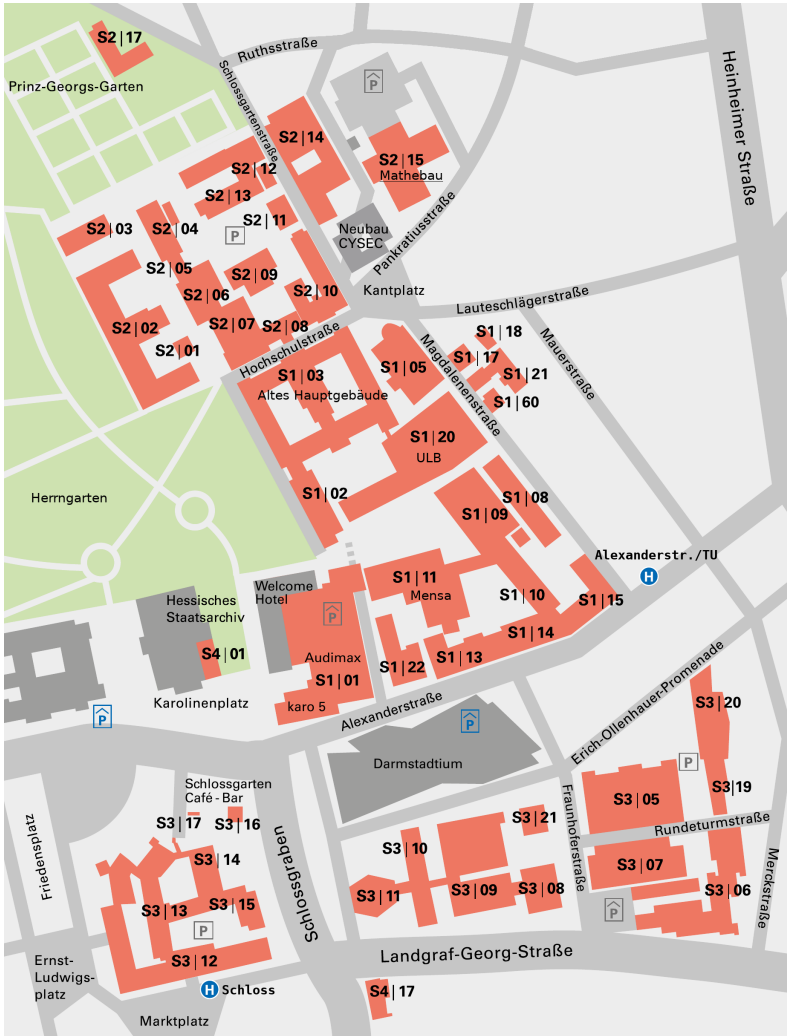 S2|17
Ruthsstraße
Prinz-Georgs-Garten
Schlossgartenstraße
P
Heinheimer Straße
S2|14
S2|15
Mathebau
S2|12
S2|13
S2|11
S2|03
S2|04
P
Neubau
CYSEC
Pankratiusstraße
S2|05
S2|09
S2|06
S2|10
Kantplatz
Lauteschlägerstraße
S2|02
S2|07
S2|08
S2|01
Hochschulstraße
S1|18
Magdalenenstraße
Mauerstraße
S1|17
S1|03
S1|05
S1|21
Altes Hauptgebäude
S1|60
S1|20
ULB
Herrngarten
S1|02
S1|08
S1|09
Alexanderstr./TU
H
S1|11
Mensa
Welcome
Hotel
Hessisches
Staatsarchiv
P
S1|10
S1|15
S1|14
S4|01
Audimax
S1|13
S1|22
S1|01
karo 5
Karolinenplatz
Alexanderstraße
P
P
Darmstadtium
Erich-Ollenhauer-Promenade
S3|20
P
Schlossgarten
Café-Bar
S3|19
S3|05
Friedensplatz
S3|17
S3|16
Schlossgraben
S3|21
Fraunhoferstraße
Rundeturmstraße
Merckstraße
S3|10
S3|14
S3|07
S3|11
S3|09
S3|08
S3|06
S3|13
S3|15
P
P
Landgraf-Georg-Straße
S3|12
Ernst-
Ludwigs-
platz
H Schloss
S4|17
Marktplatz